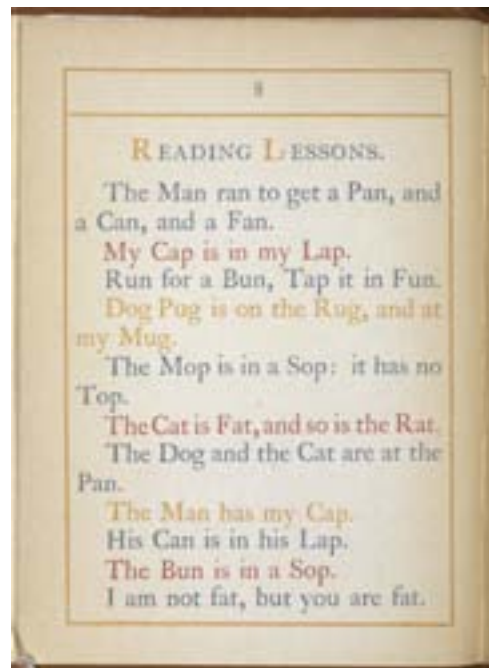 8
READING LESSONS.
The Man ran to get a Pan, and
a Can, and a Fan.
My Cap is in my Lap.
Run for a Bun, Tap it in Fun.
Dog Pug is on the Rug, and at
my Mug.
The Mop is in a Sop: it has no
Top.
The Cat is Fat, and so is the Rat.
The Dog and the Cat are at the
Pan.
The Man has my Cap.
His Can is in his Lap.
The Bun is in a Sop.
I am not fat, but you are fat.